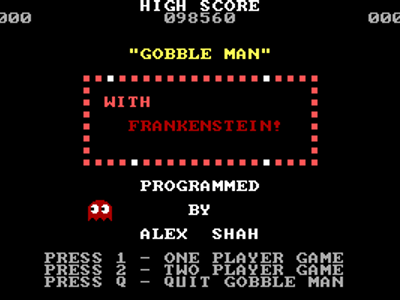 HIGH SCORE
000 098560 000
"GOBBLE MAN"
WITH
FRANKENSTEIN!
PROGRAMMED
BY
ALEX SHAH
PRESS 1 - ONE PLAYER GAME
PRESS 2 - TWO PLAYER GAME
PRESS Q - QUIT GOBBLE MAN